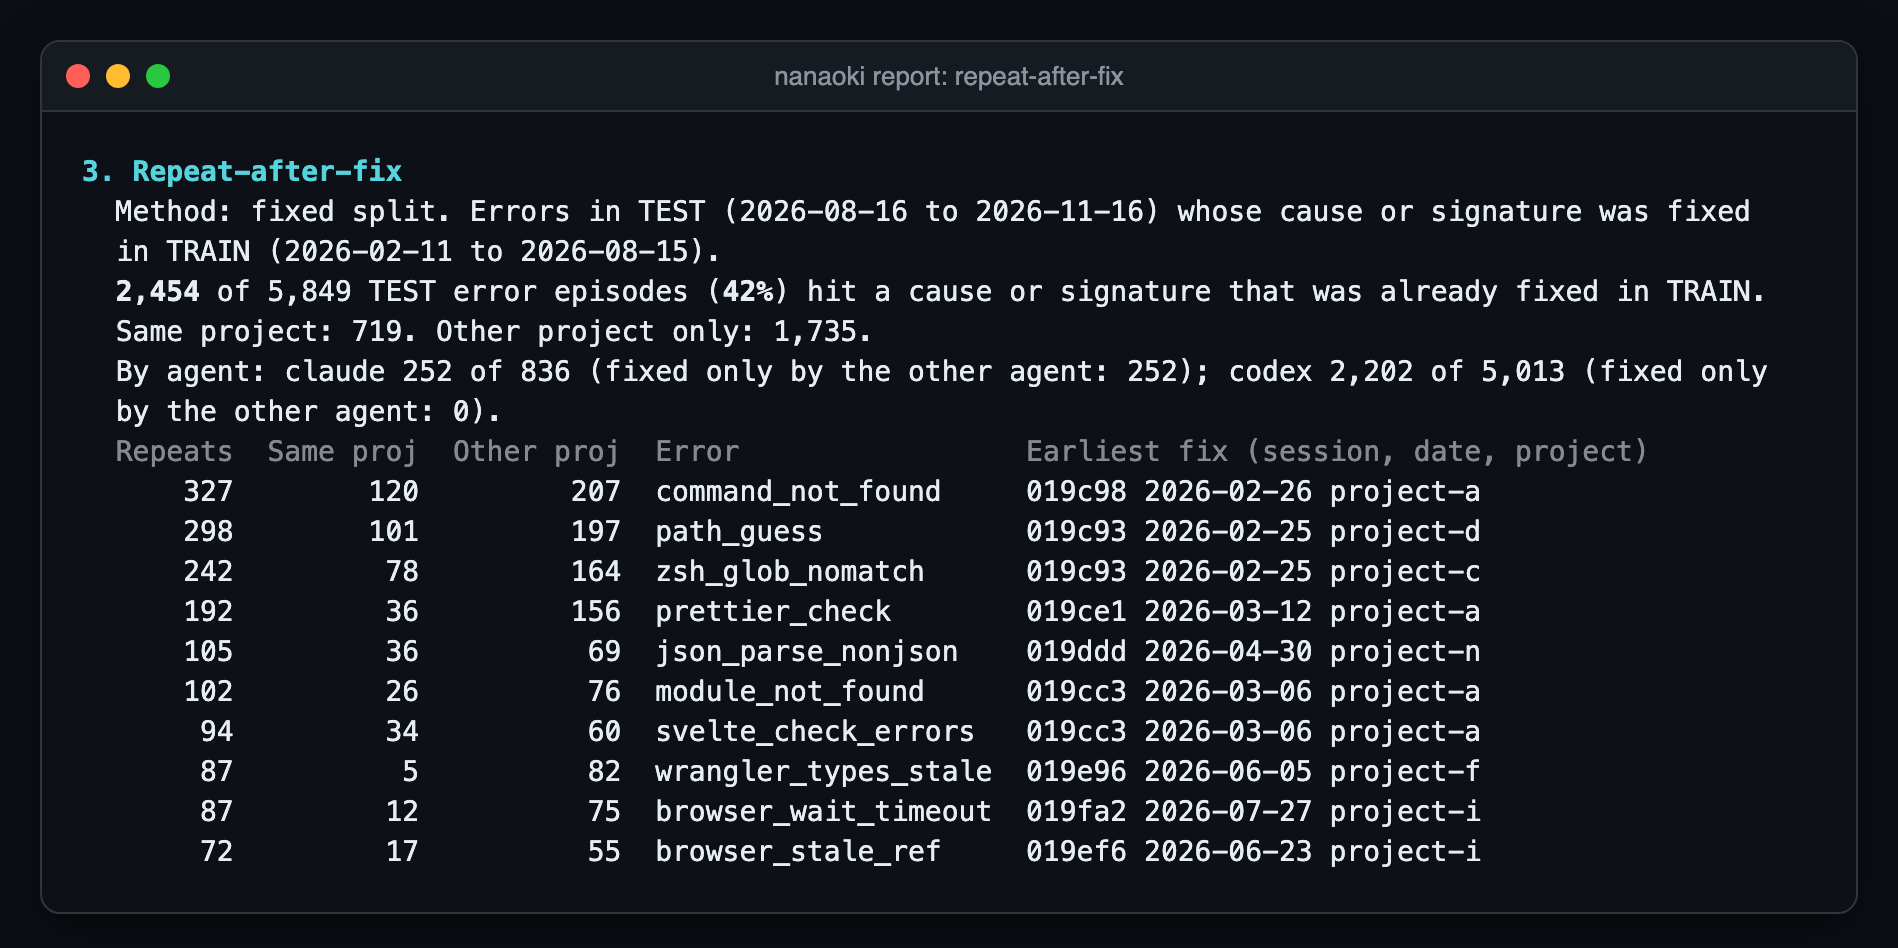 nanaoki report: repeat-after-fix
3. Repeat-after-fix
Method: fixed split. Errors in TEST (2026-08-16 to 2026-11-16) whose cause or signature was fixed
in TRAIN (2026-02-11 to 2026-08-15).
2,454 of 5,849 TEST error episodes (42%) hit a cause or signature that was already fixed in TRAIN.
Same project: 719. Other project only: 1,735.
By agent: claude 252 of 836 (fixed only by the other agent: 252); codex 2,202 of 5,013 (fixed only
by the other agent: 0).
Repeats  Same proj  Other proj  Error                 Earliest fix (session, date, project)
327        120         207  command_not_found     019c98 2026-02-26 project-a
298        101         197  path_guess            019c93 2026-02-25 project-d
242         78         164  zsh_glob_nomatch      019c93 2026-02-25 project-c
192         36         156  prettier_check        019ce1 2026-03-12 project-a
105         36          69  json_parse_nonjson    019ddd 2026-04-30 project-n
102         26          76  module_not_found      019cc3 2026-03-06 project-a
94         34          60  svelte_check_errors   019cc3 2026-03-06 project-a
87          5          82  wrangler_types_stale  019e96 2026-06-05 project-f
87         12          75  browser_wait_timeout  019fa2 2026-07-27 project-i
72         17          55  browser_stale_ref     019ef6 2026-06-23 project-i